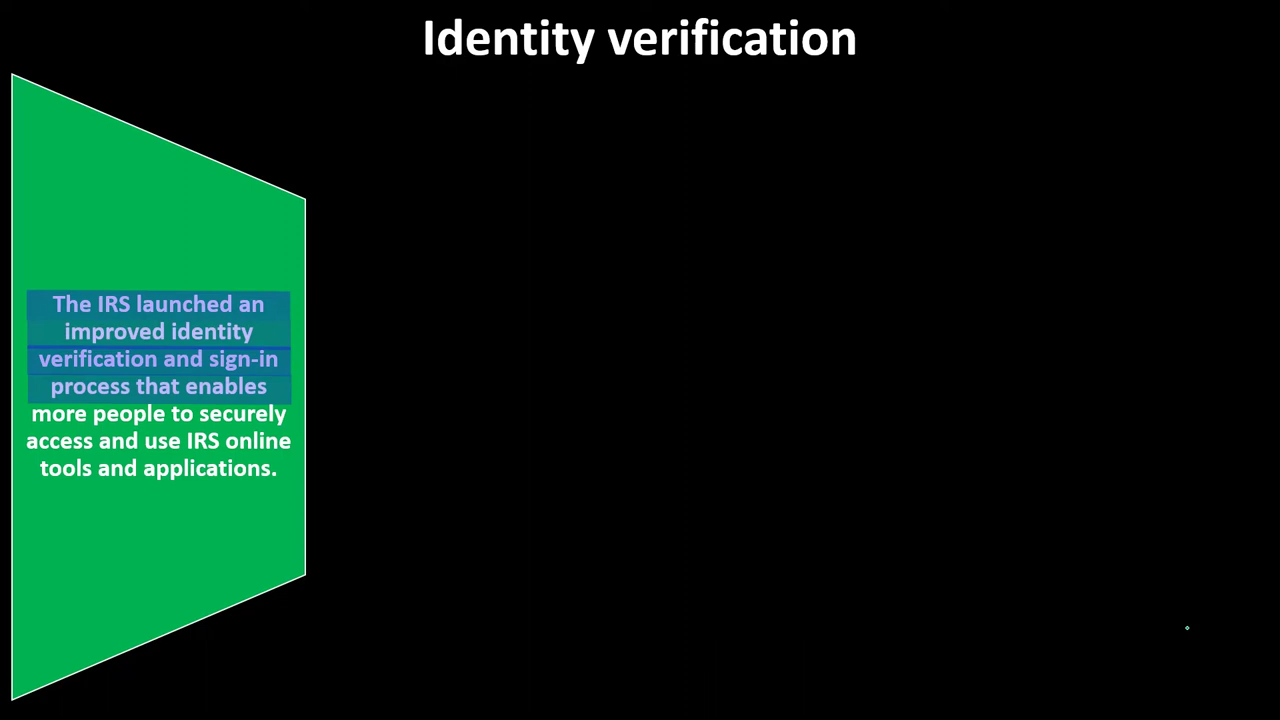 Identity verification
The IRS launched an
improved identity
verification and sign-in
process that enables
more people to securely
access and use IRS online
tools and applications.